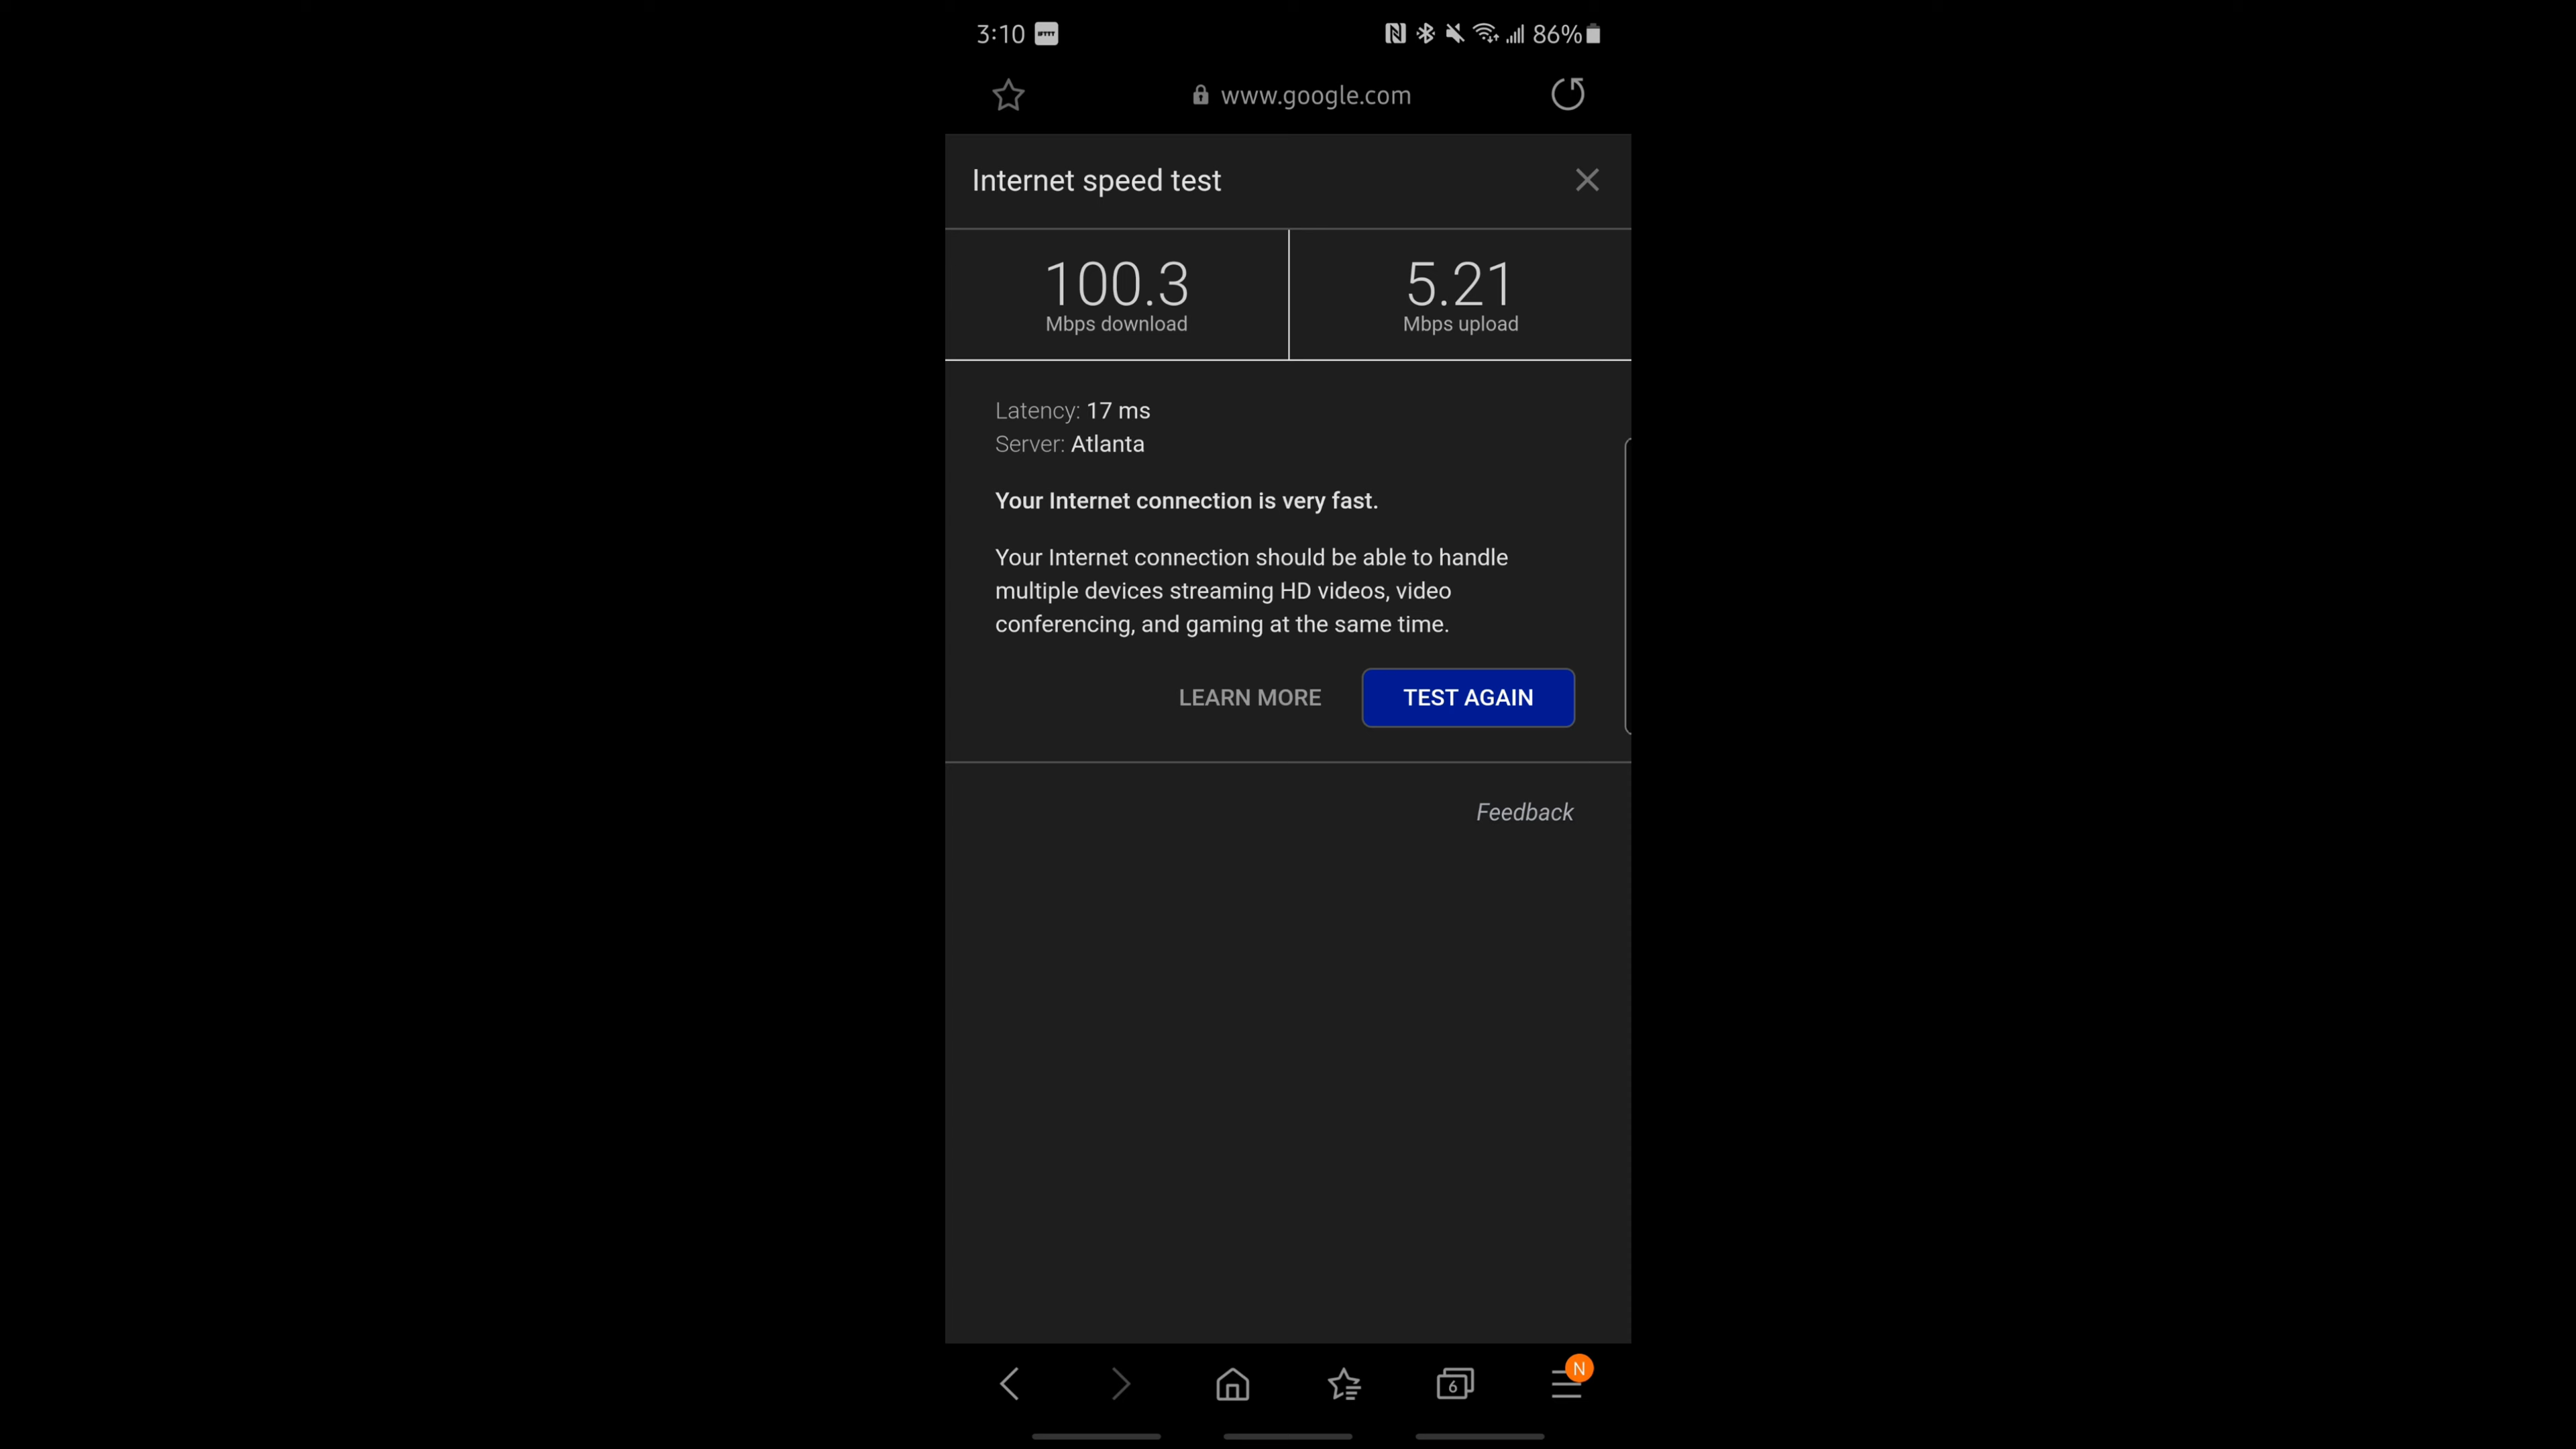 3:10 86%
www.google.com
Internet speed test
100.3 5.21
Mbps download Mbps upload
Latency: 17 ms
Server: Atlanta
Your Internet connection is very fast.
Your Internet connection should be able to handle
multiple devices streaming HD videos, video
conferencing, and gaming at the same time.
LEARN MORE TEST AGAIN
Feedback
6 N